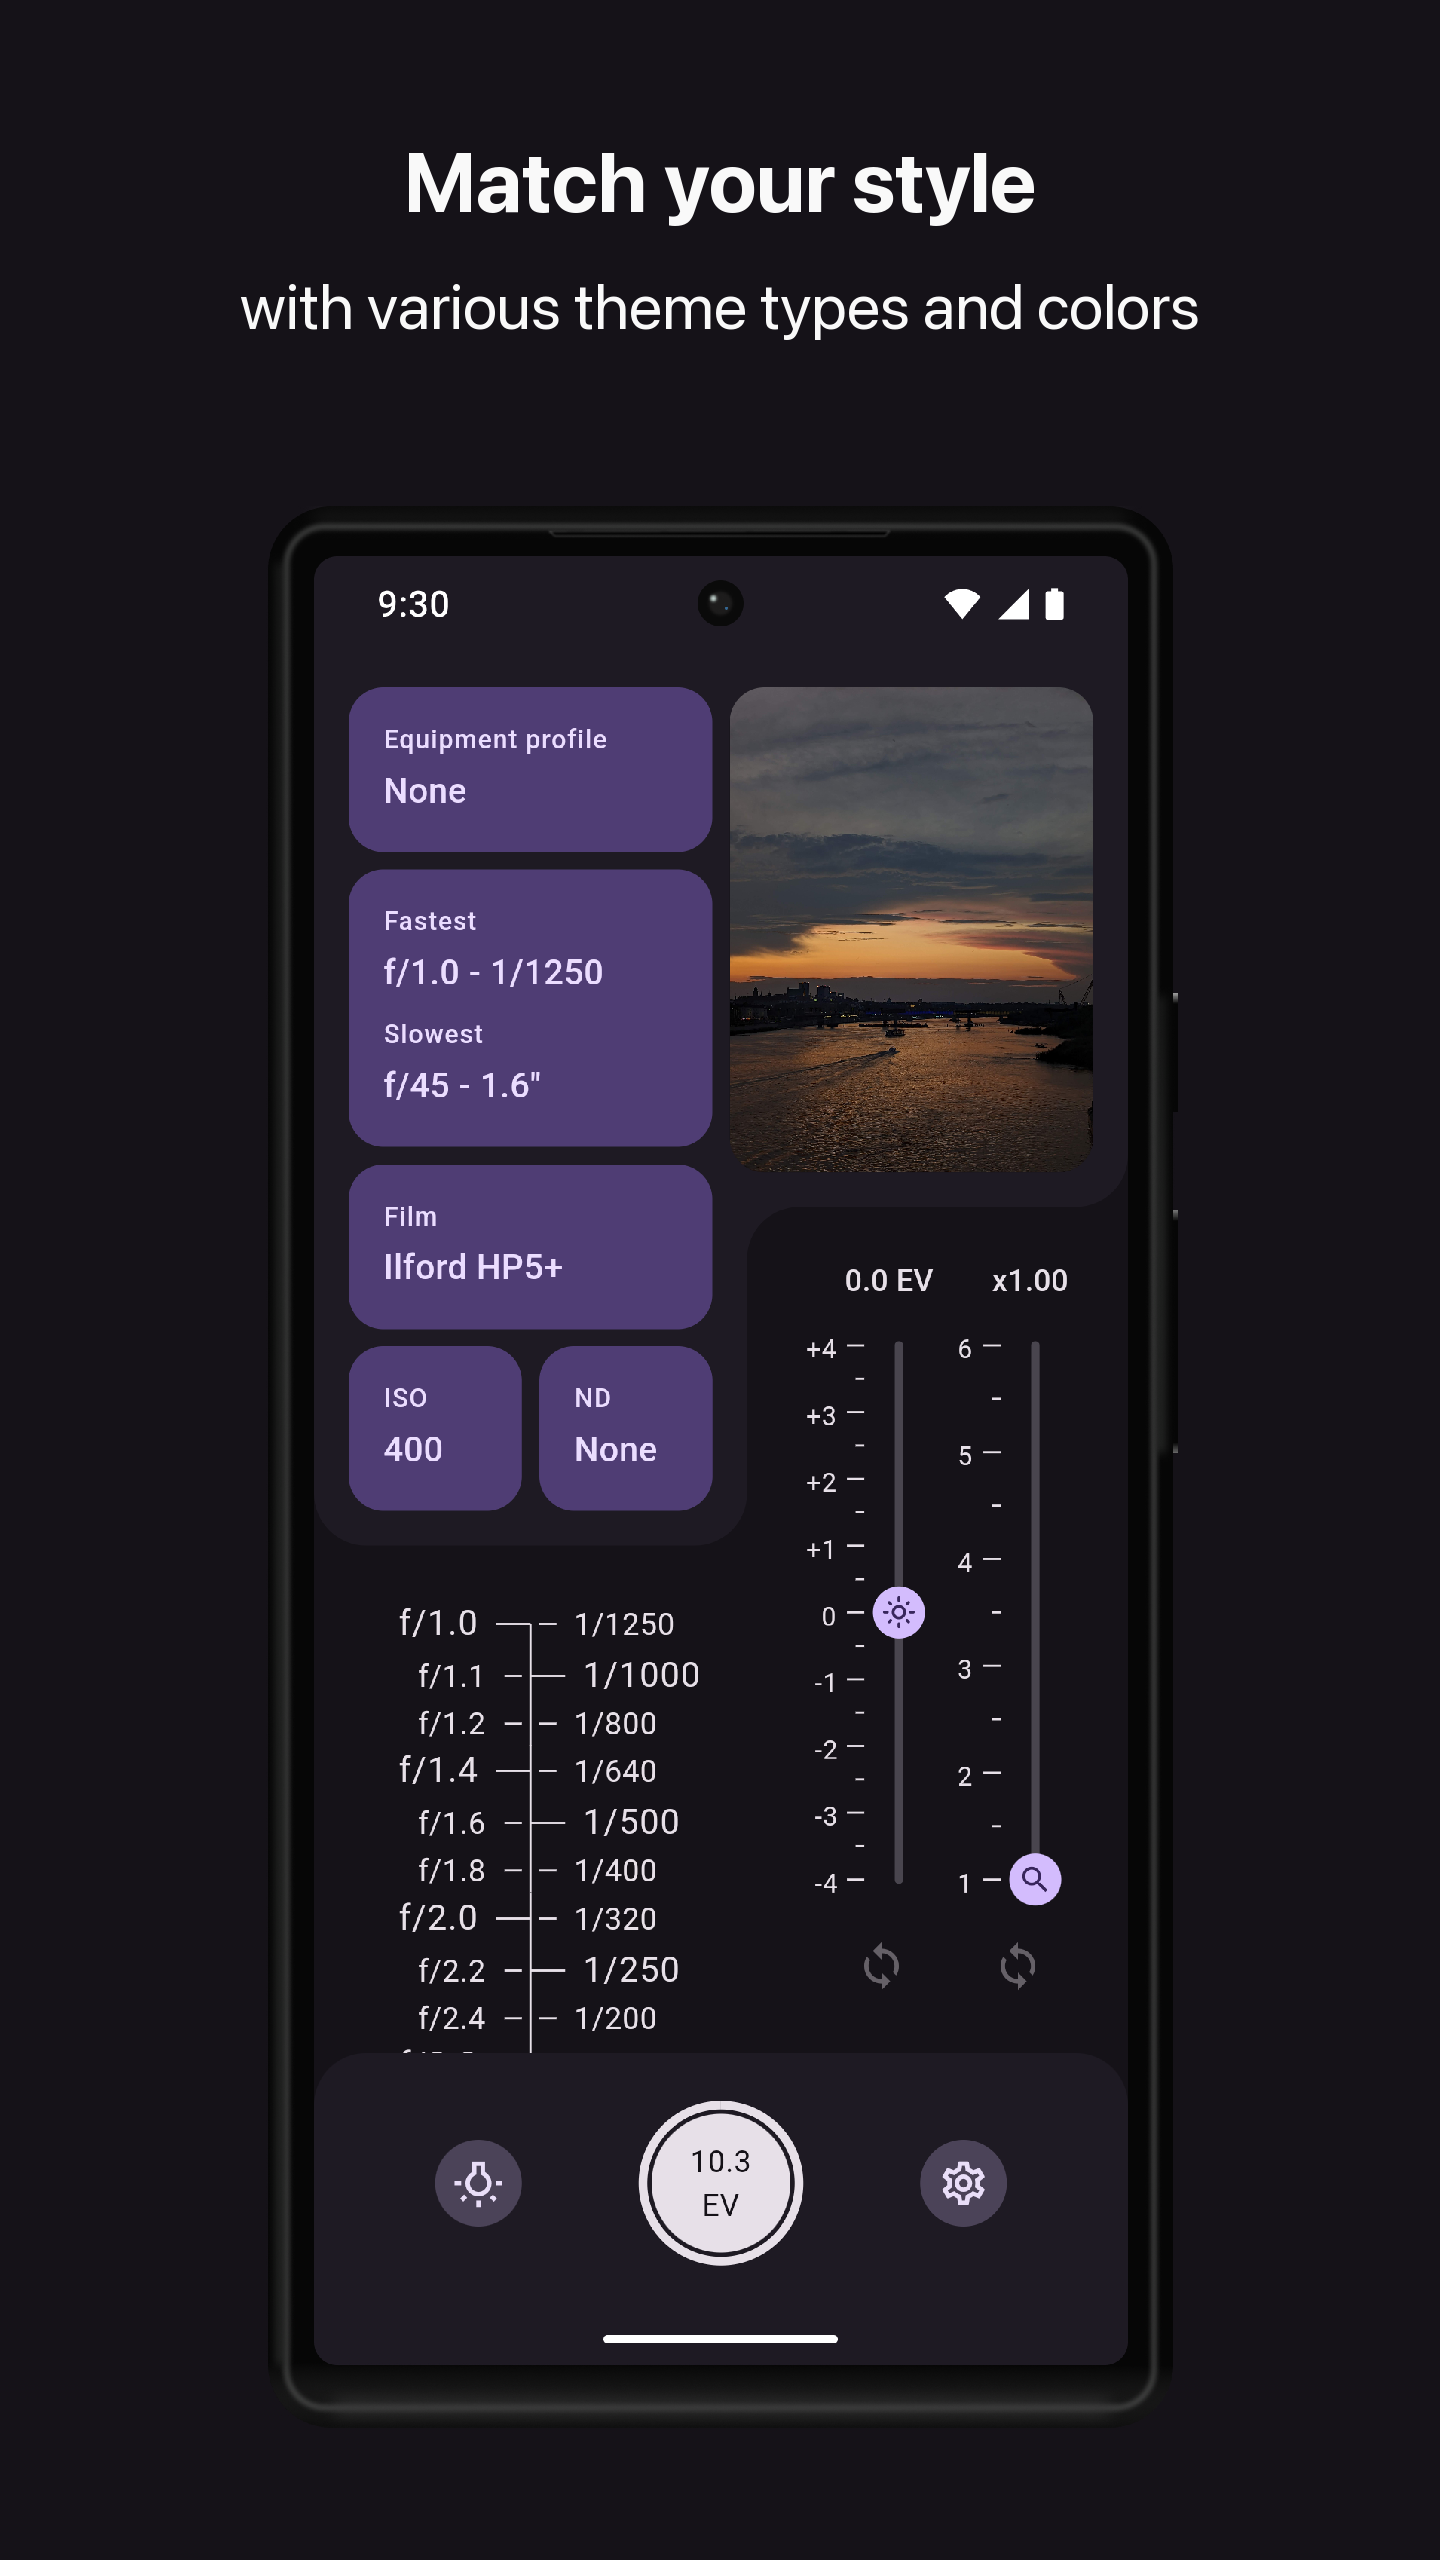 Match your style
with various theme types and colors
9:30
Equipment profile
None
Fastest
f/1.0 - 1/1250
Slowest
f/45 - 1.6"
Film
Ilford HP5+
ISO
400
ND
None
0.0 EV
x1.00
+4
+3
+2
+1
0
-1
-2
-3
-4
6
5
4
3
2
1
f/1.0 1/1250
f/1.1 1/1000
f/1.2 1/800
f/1.4 1/640
f/1.6 1/500
f/1.8 1/400
f/2.0 1/320
f/2.2 1/250
f/2.4 1/200
10.3
EV